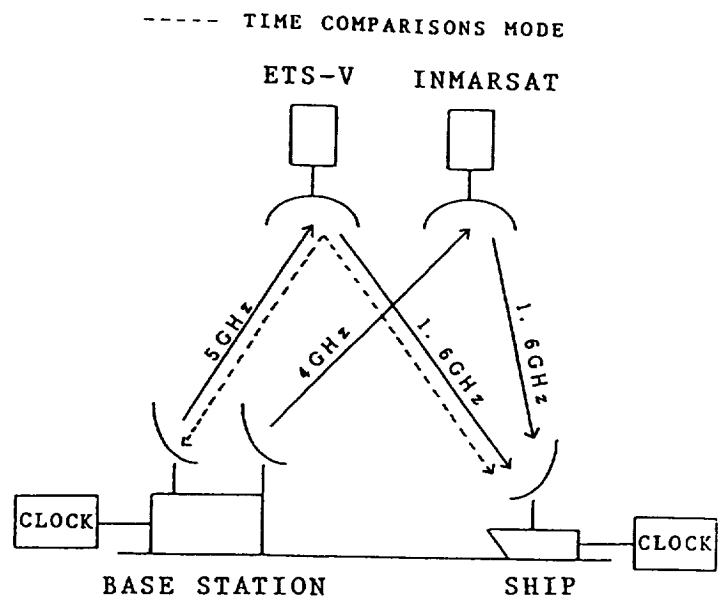 ----- TIME COMPARISONS MODE
ETS-V INMARSAT
5GHz
4GHz
1. 6GHz
1. 6GHz
CLOCK
CLOCK
BASE STATION SHIP